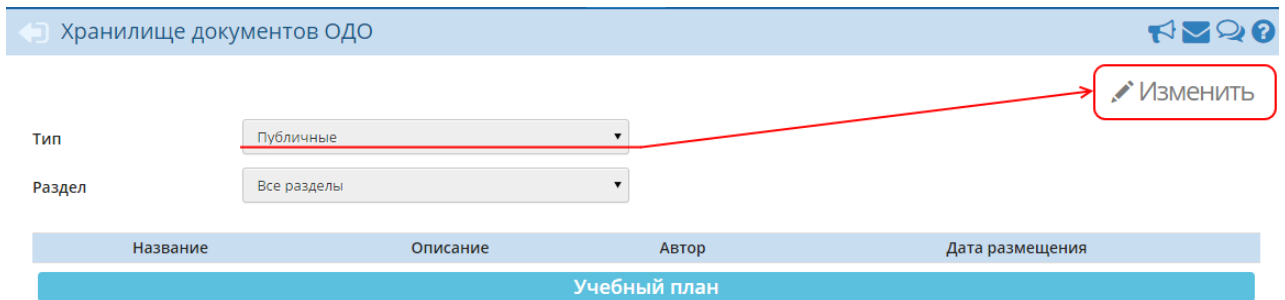 Хранилище документов ОДО
Изменить
Тип Публичные
Раздел Все разделы
Название Описание Автор Дата размещения
Учебный план